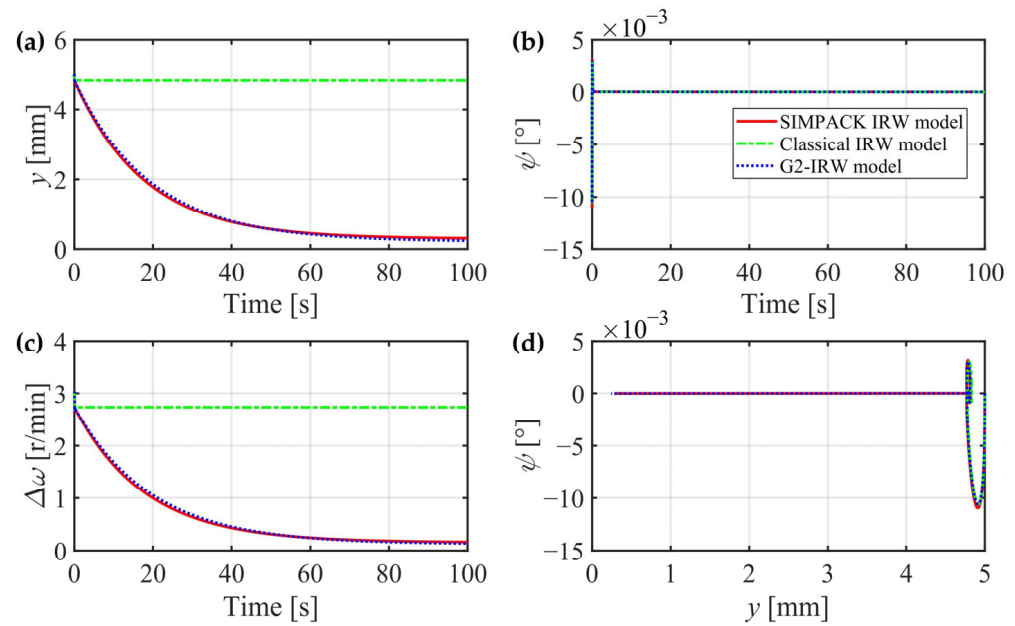 (a)
6
4
2
0
y [mm]
0 20 40 60 80 100
Time [s]
(b)
×10⁻³
5
0
−5
−10
−15
ψ [°]
SIMPACK IRW model
Classical IRW model
G2-IRW model
0 20 40 60 80 100
Time [s]
(c)
4
3
2
1
0
Δω [r/min]
0 20 40 60 80 100
Time [s]
(d)
×10⁻³
5
0
−5
−10
−15
ψ [°]
0 1 2 3 4 5
y [mm]